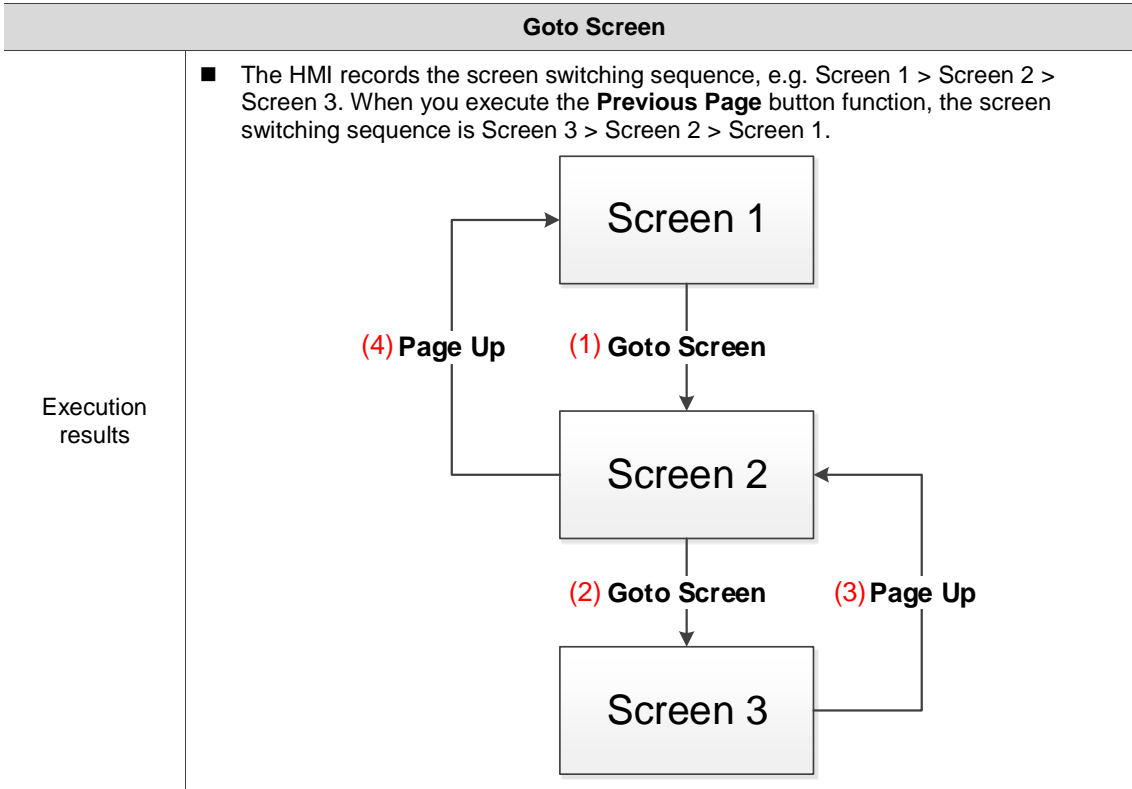 Goto Screen
■ The HMI records the screen switching sequence, e.g. Screen 1 > Screen 2 >
Screen 3. When you execute the Previous Page button function, the screen
switching sequence is Screen 3 > Screen 2 > Screen 1.
Screen 1
(4) Page Up
(1) Goto Screen
Execution
results
Screen 2
(2) Goto Screen
(3) Page Up
Screen 3